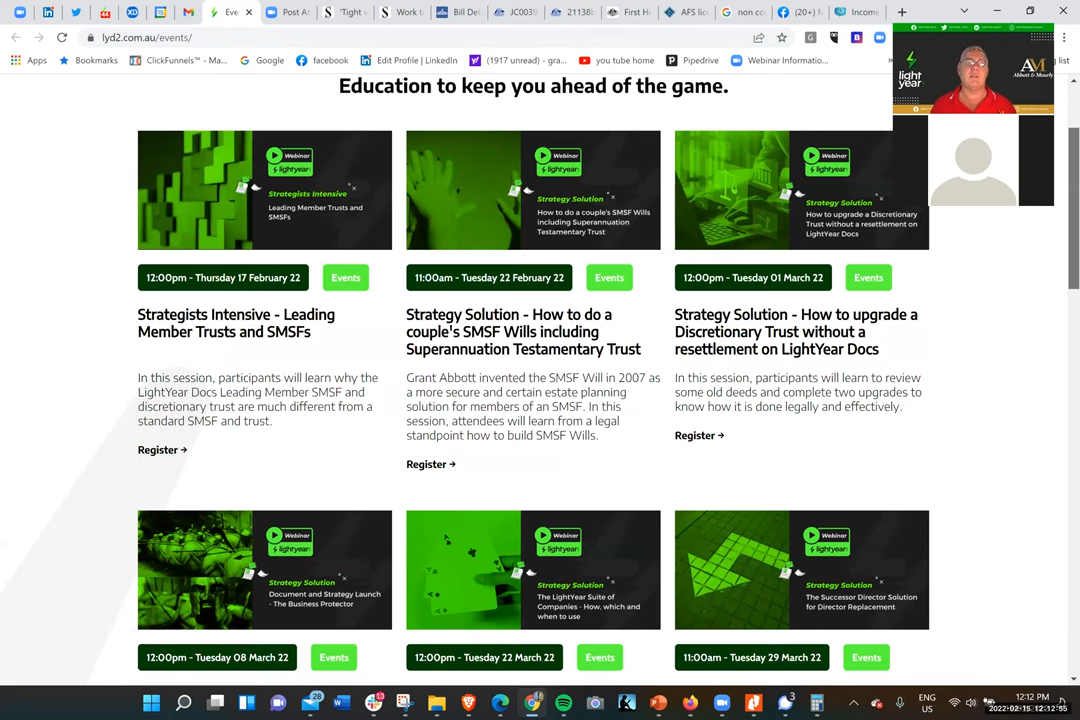 Eve
Post A
'Tight v
Work t
Bill Det
JC0039
21138b
First H
AFS lic
non co
(20+) M
Income
lyd2.com.au/events/
Apps
Bookmarks
ClickFunnels™ - Ma...
Google
facebook
Edit Profile | LinkedIn
(1917 unread) - gra...
you tube home
Pipedrive
Webinar Informatio...
light
year
AM
Abbott & Mourly
Education to keep you ahead of the game.
Webinar
lightyear
Strategists Intensive
Leading Member Trusts and
SMSFs
Webinar
lightyear
Strategy Solution
How to do a couple's SMSF Wills
including Superannuation
Testamentary Trust
Webinar
lightyear
Strategy Solution
How to upgrade a Discretionary
Trust without a resettlement on
LightYear Docs
12:00pm - Thursday 17 February 22
Events
11:00am - Tuesday 22 February 22
Events
12:00pm - Tuesday 01 March 22
Events
Strategists Intensive - Leading
Member Trusts and SMSFs
In this session, participants will learn why the
LightYear Docs Leading Member SMSF and
discretionary trust are much different from a
standard SMSF and trust.
Register →
Strategy Solution - How to do a
couple's SMSF Wills including
Superannuation Testamentary Trust
Grant Abbott invented the SMSF Will in 2007 as
a more secure and certain estate planning
solution for members of an SMSF. In this
session, attendees will learn from a legal
standpoint how to build SMSF Wills.
Register →
Strategy Solution - How to upgrade a
Discretionary Trust without a
resettlement on LightYear Docs
In this session, participants will learn to review
some old deeds and complete two upgrades to
know how it is done legally and effectively.
Register →
Webinar
lightyear
Strategy Solution
Document and Strategy Launch
- The Business Protector
Webinar
lightyear
Strategy Solution
The LightYear Suite of
Companies - How, which and
when to use
Webinar
lightyear
Strategy Solution
The Successor Director Solution
for Director Replacement
12:00pm - Tuesday 08 March 22
Events
12:00pm - Tuesday 22 March 22
Events
11:00am - Tuesday 29 March 22
Events
28
13
3
ENG
US
12:12 PM
2022-02-15 12:12:55